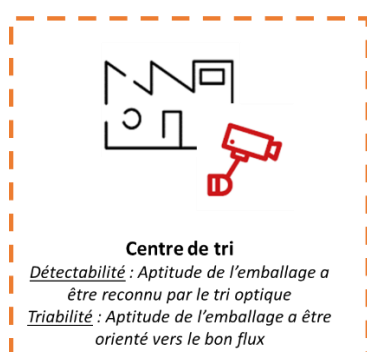 Centre de tri
Détectabilité : Aptitude de l'emballage a
être reconnu par le tri optique
Triabilité : Aptitude de l'emballage a être
orienté vers le bon flux